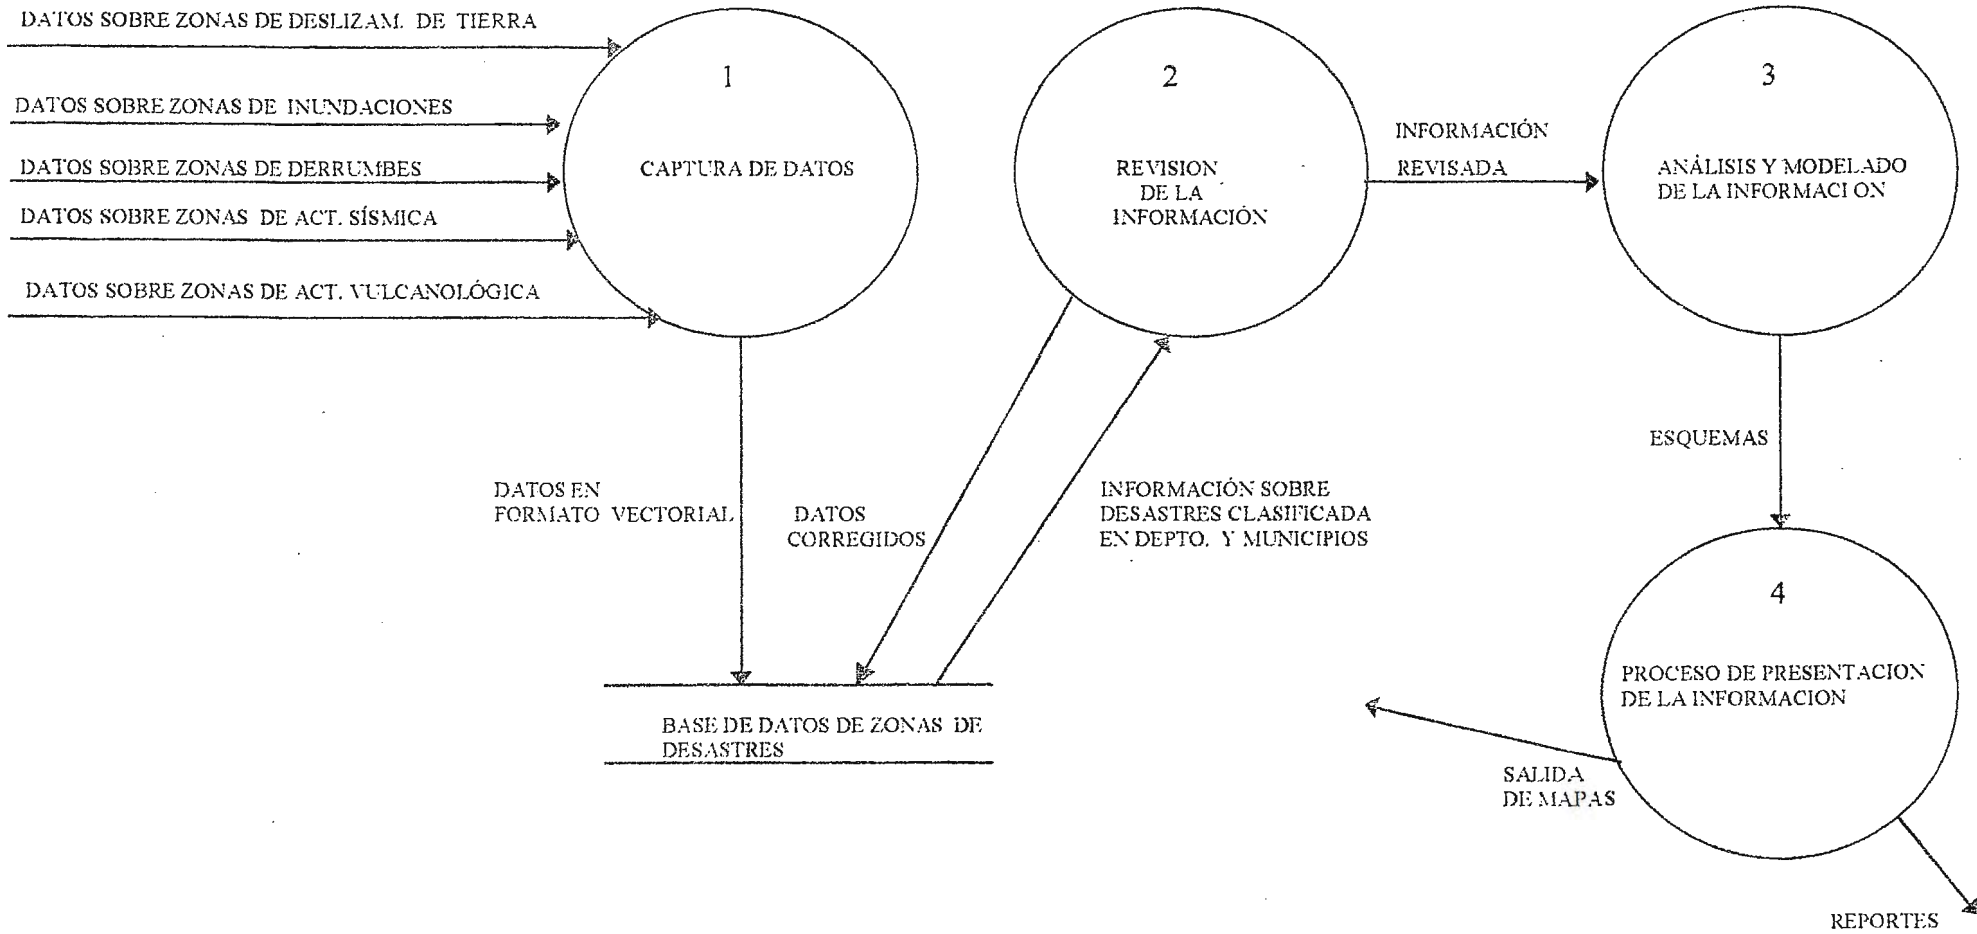 DATOS SOBRE ZONAS DE DESLIZAM. DE TIERRA
DATOS SOBRE ZONAS DE INUNDACIONES
DATOS SOBRE ZONAS DE DERRUMBES
DATOS SOBRE ZONAS DE ACT. SÍSMICA
DATOS SOBRE ZONAS DE ACT. VULCANOLÓGICA
1
CAPTURA DE DATOS
2
REVISION
DE LA
INFORMACIÓN
INFORMACIÓN
REVISADA
3
ANÁLISIS Y MODELADO
DE LA INFORMACION
DATOS EN
FORMATO VECTORIAL
DATOS
CORREGIDOS
INFORMACIÓN SOBRE
DESASTRES CLASIFICADA
EN DEPTO. Y MUNICIPIOS
ESQUEMAS
BASE DE DATOS DE ZONAS DE
DESASTRES
4
PROCESO DE PRESENTACION
DE LA INFORMACION
SALIDA
DE MAPAS
REPORTES